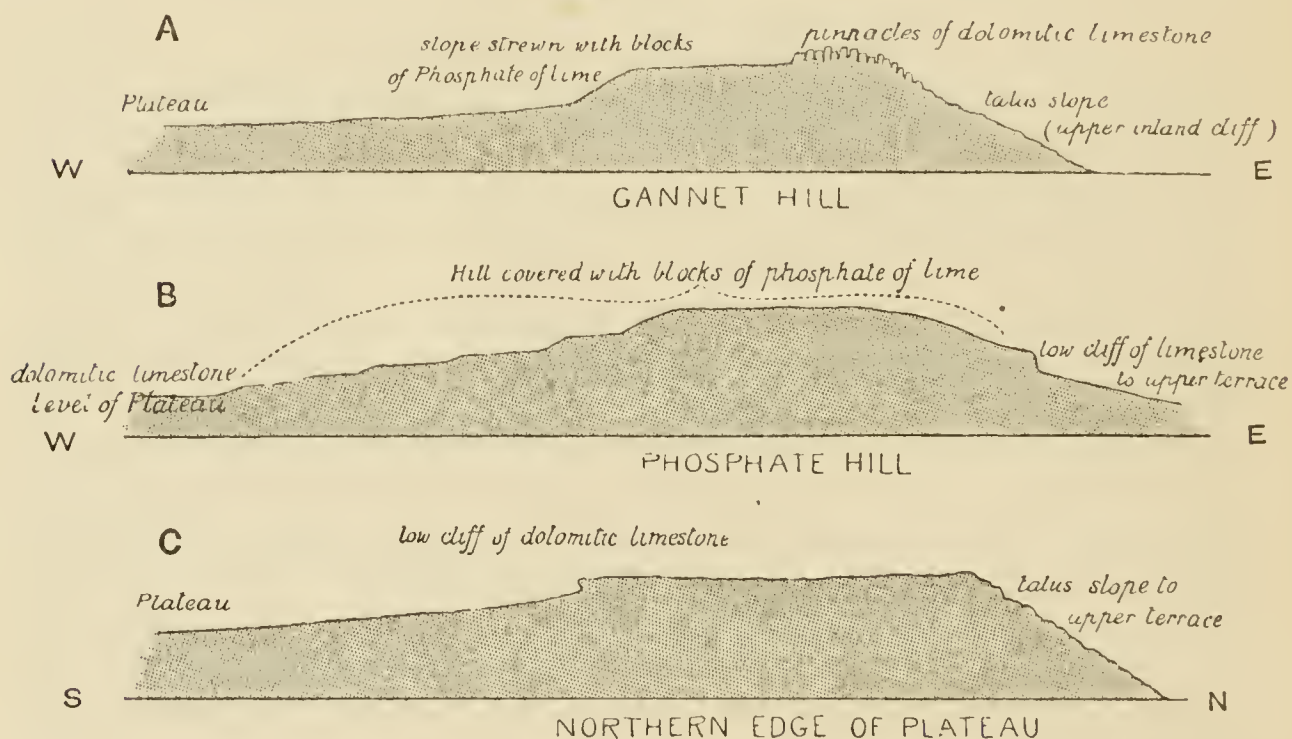 A
slope strewn with blocks
of Phosphate of lime
pinnacles of dolomitic limestone
Plateau
talus slope
(upper inland cliff)
W
E
GANNET HILL
B
Hill covered with blocks of phosphate of lime
dolomitic limestone
Level of Plateau
low cliff of limestone
to upper terrace
W
E
PHOSPHATE HILL
C
low cliff of dolomitic limestone
Plateau
talus slope to
upper terrace
S
N
NORTHERN EDGE OF PLATEAU